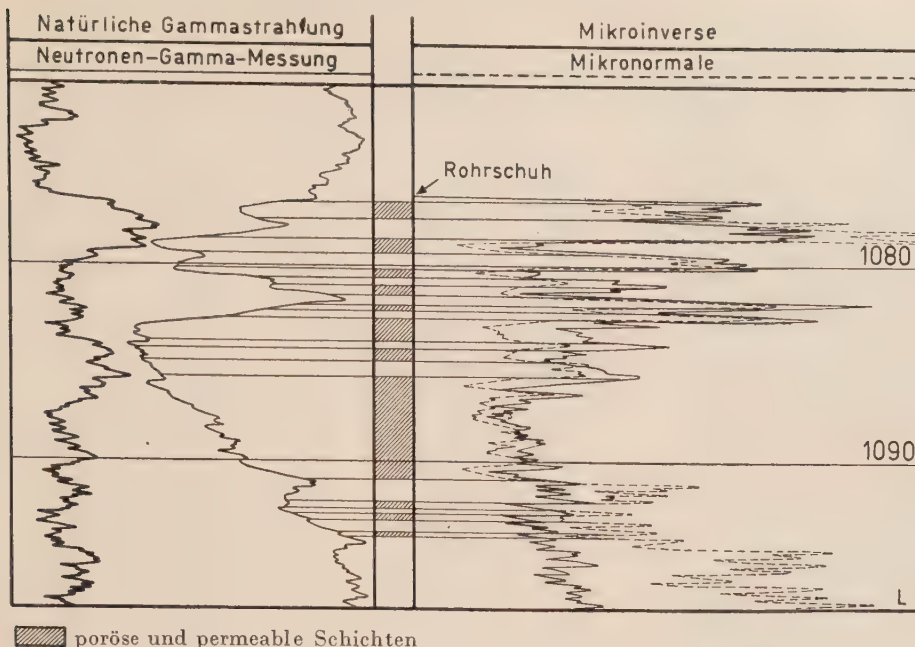 Natürliche Gammastrahlung
Neutronen-Gamma-Messung
Mikroinverse
Mikronormale
Rohrschuh
1080
1090
L
poröse und permeable Schichten